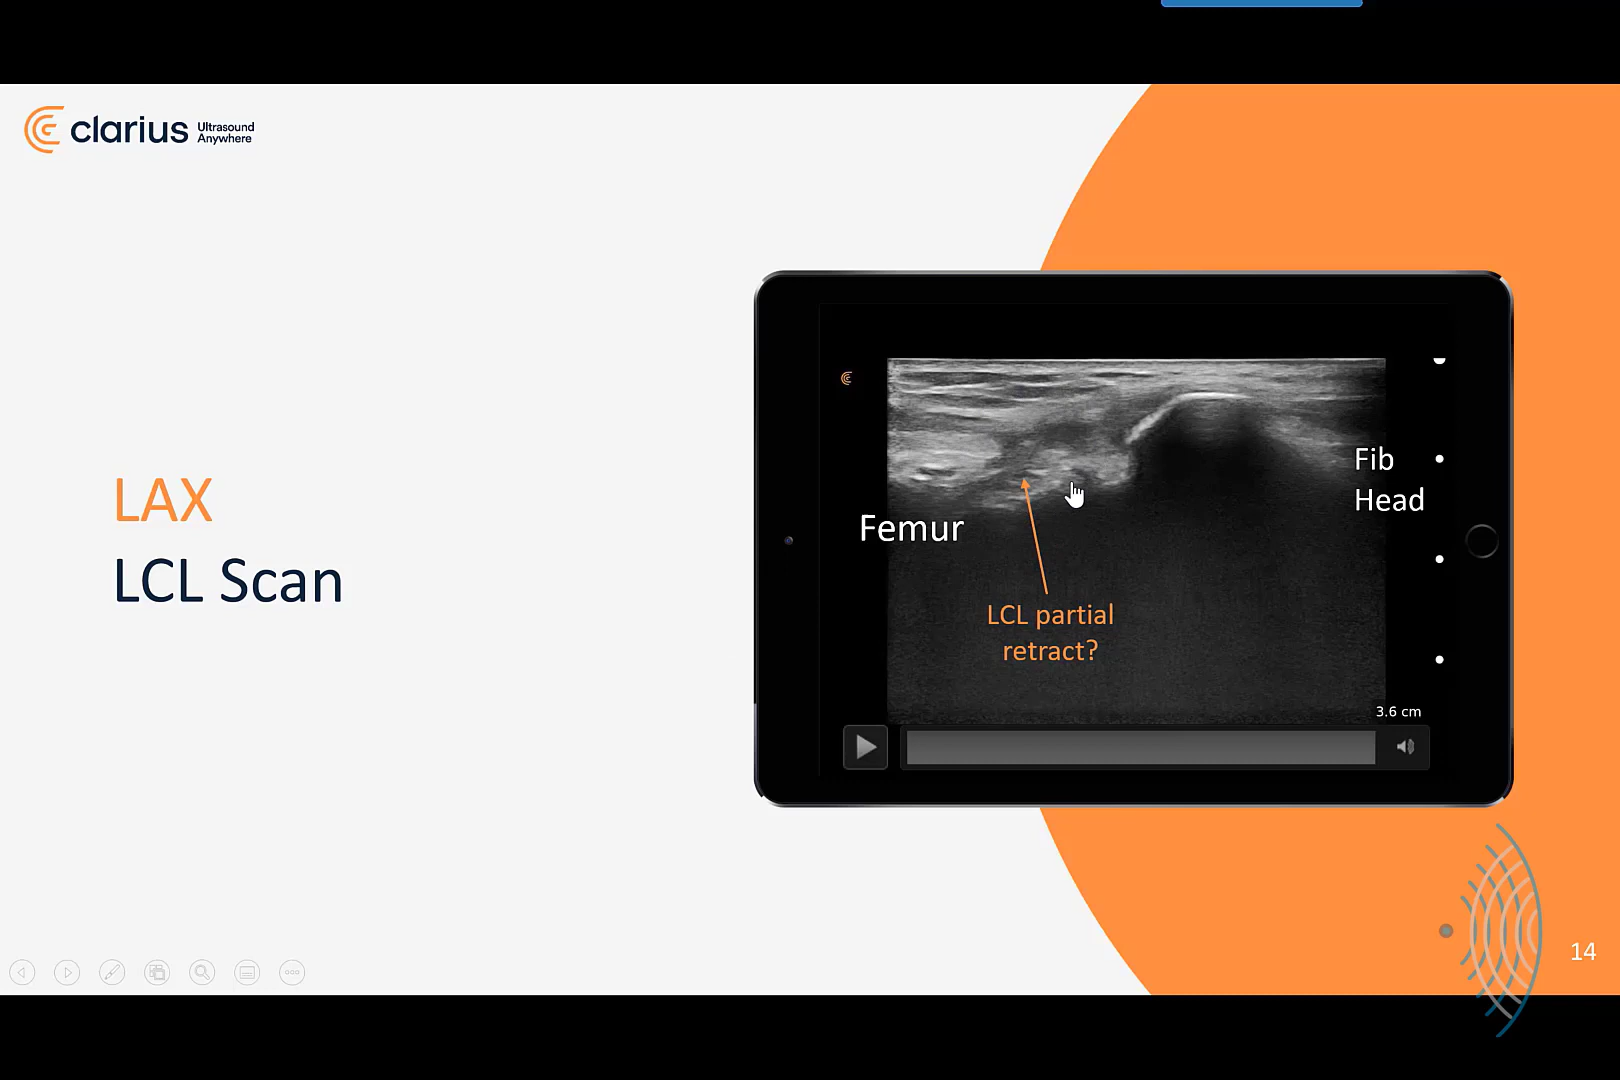 clarius Ultrasound
Anywhere
LAX
LCL Scan
Fib
Head
Femur
LCL partial
retract?
3.6 cm
14